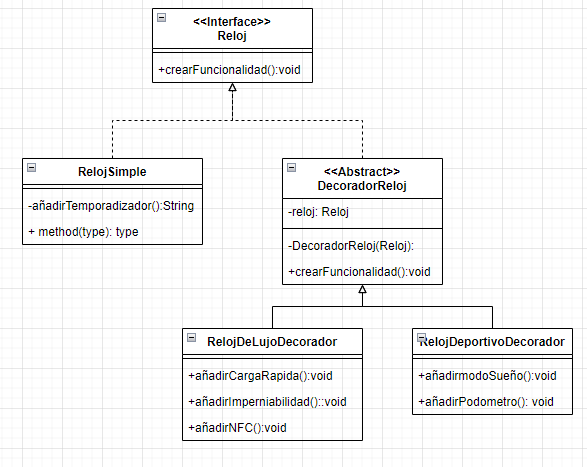 <<Interface>>
Reloj
+crearFuncionalidad():void
RelojSimple
-añadirTemporadizador():String
+ method(type): type
<<Abstract>>
DecoradorReloj
-reloj: Reloj
-DecoradorReloj(Reloj):
+crearFuncionalidad():void
RelojDeLujoDecorador
+añadirCargaRapida():void
+añadirImperniabilidad()::void
+añadirNFC():void
RelojDeportivoDecorador
+añadirmodoSueño():void
+añadirPodometro(): void